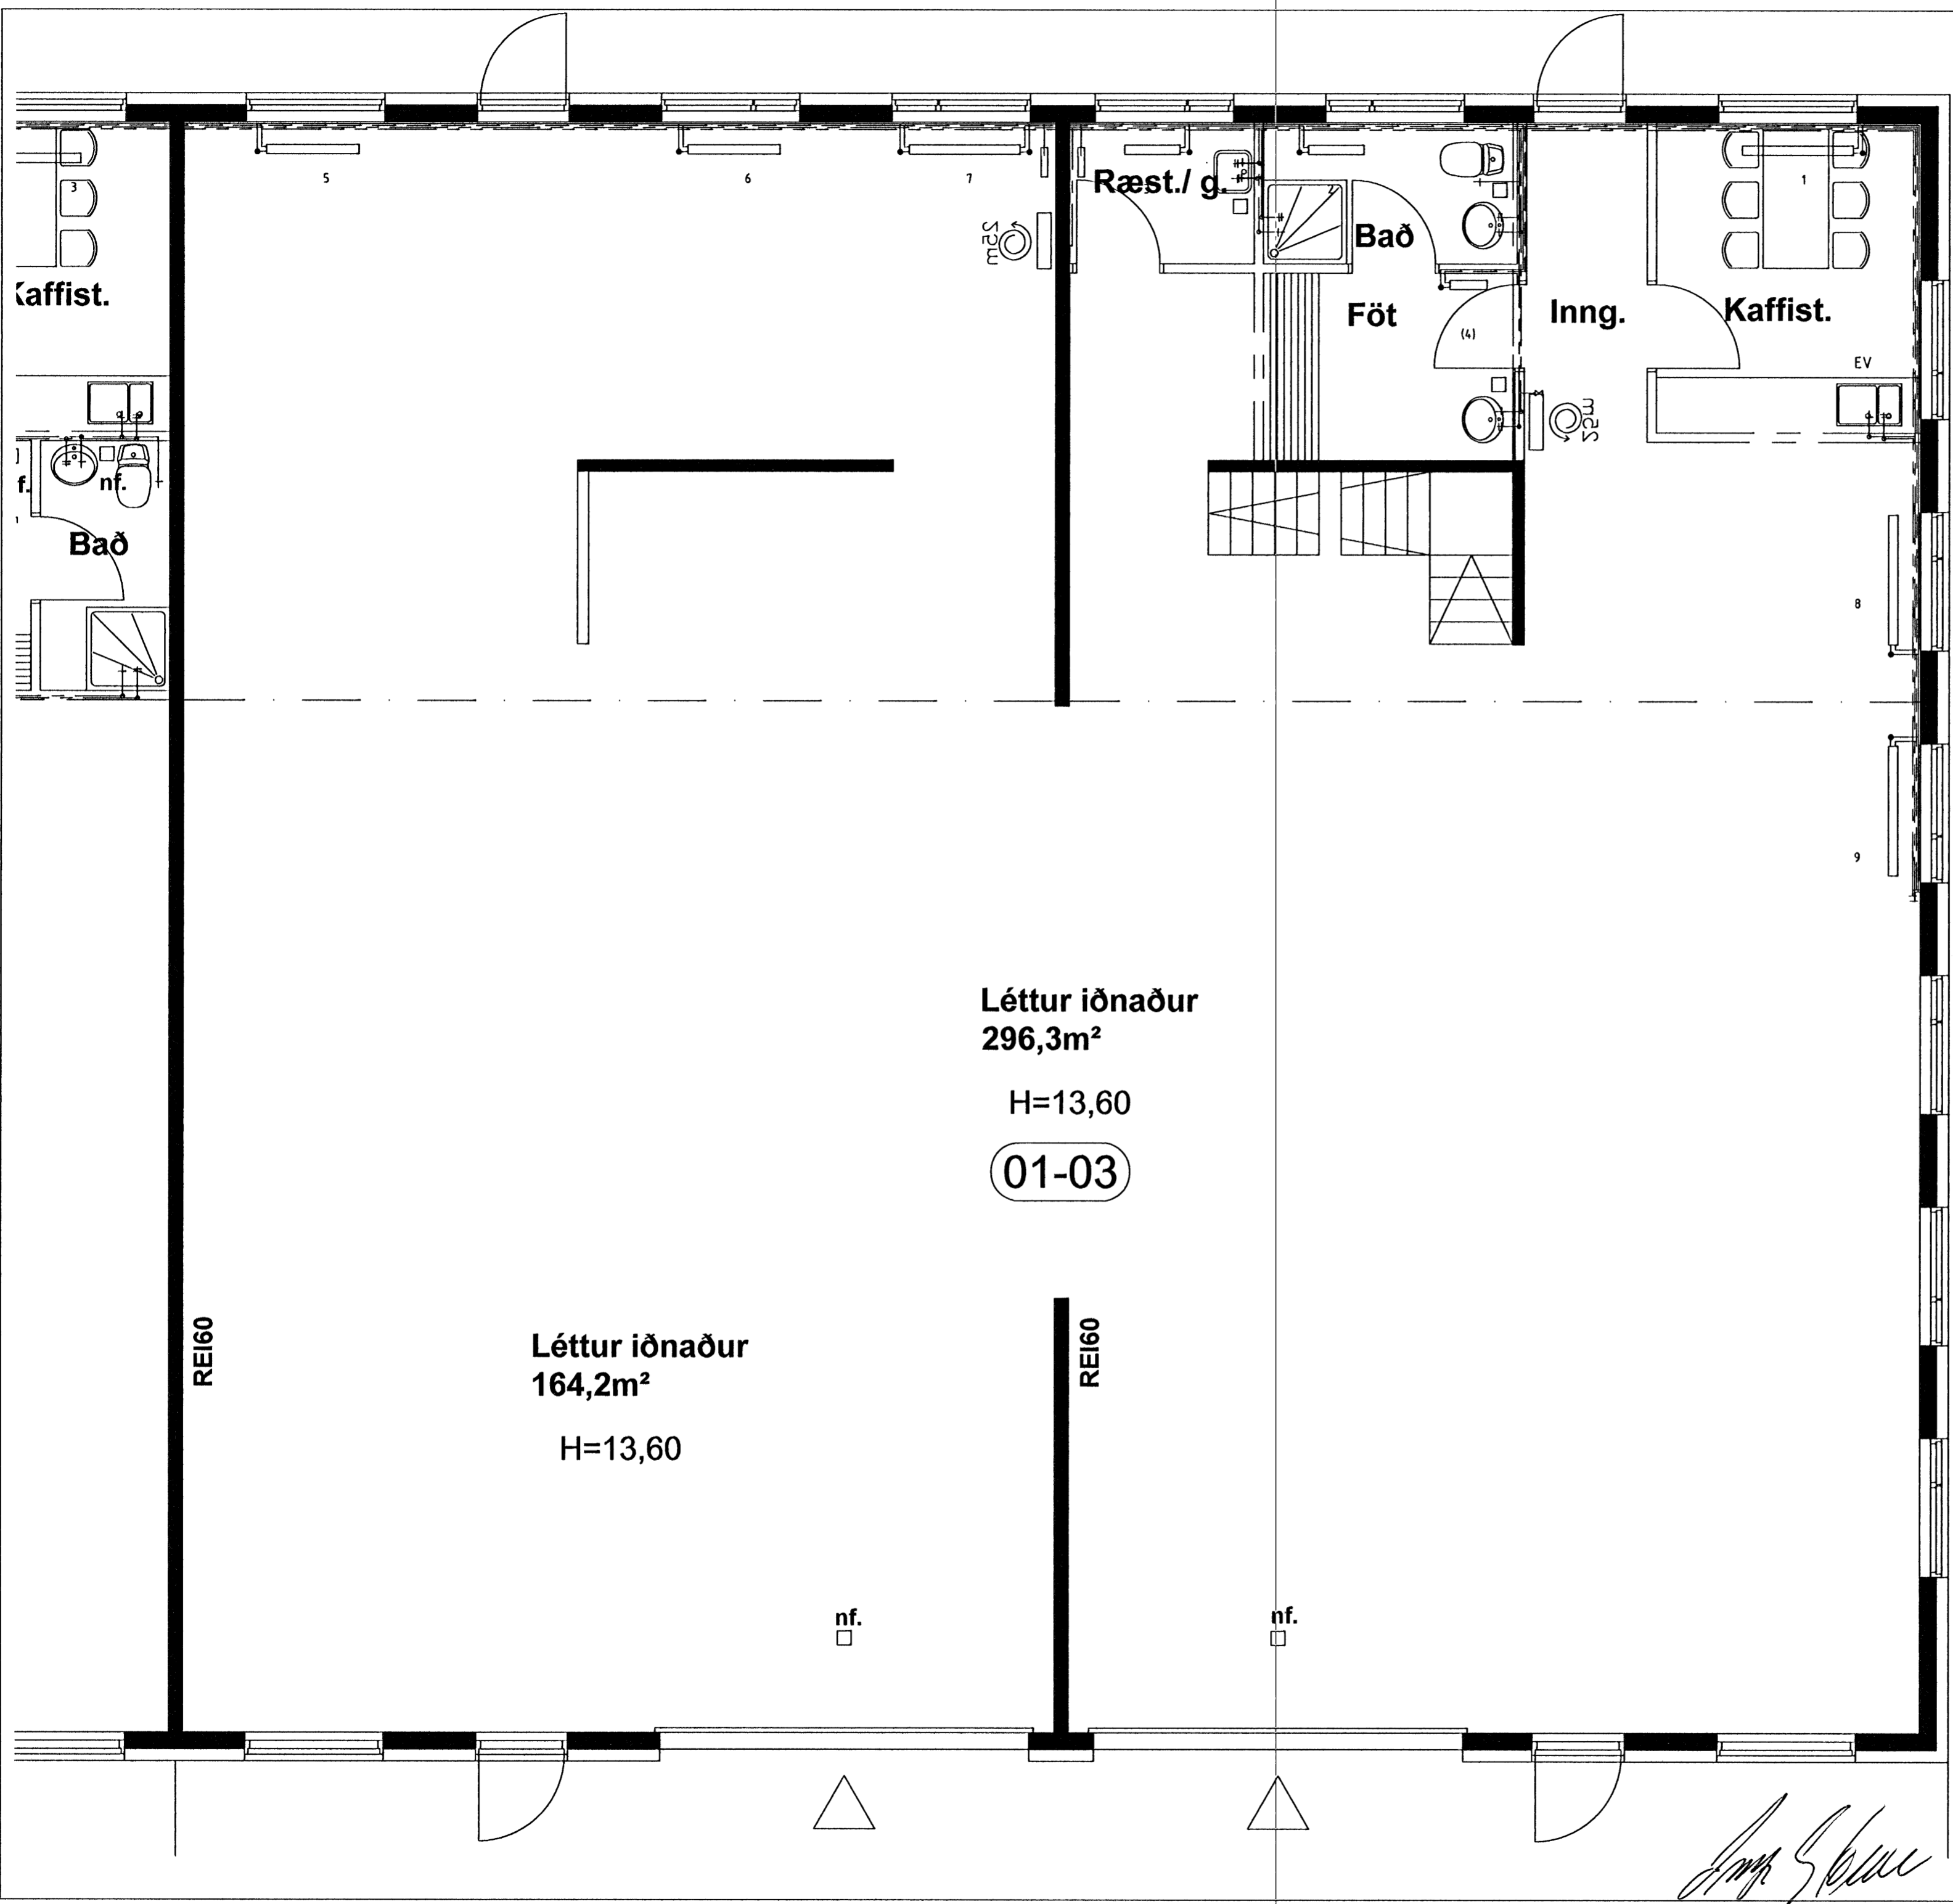 3
5
6
7
Ræst./ g.
1
25m
Bað
Kaffist.
Föt
(4)
Inng.
Kaffist.
EV
25m
nf.
Bað
8
9
Léttur iðnaður
296,3m²
H=13,60
01-03
REI60
Léttur iðnaður
164,2m²
H=13,60
REI60
nf.
nf.